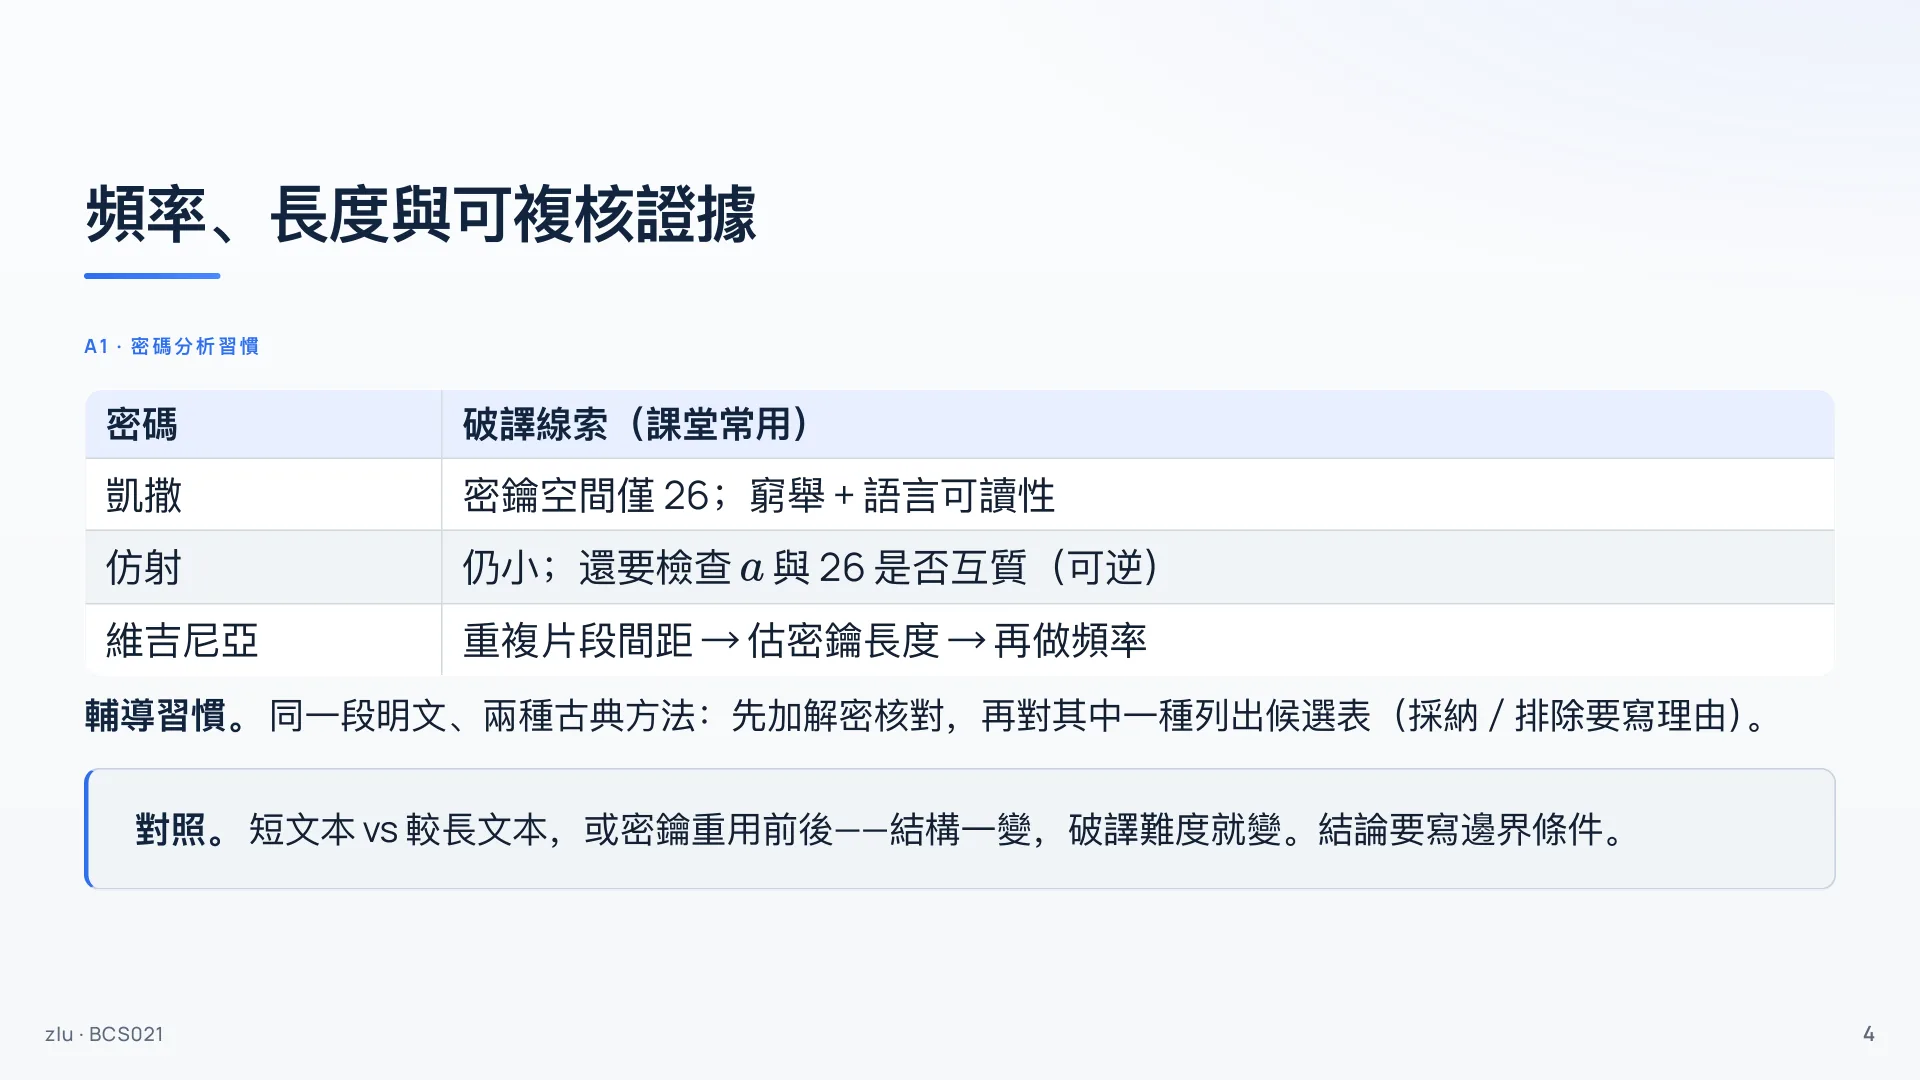 頻率、長度與可複核證據
A1 · 密碼分析習慣
密碼
破譯線索（課堂常用）
凱撒
密鑰空間僅 26；窮舉 + 語言可讀性
仿射
仍小；還要檢查 a 與 26 是否互質（可逆）
維吉尼亞
重複片段間距 → 估密鑰長度 → 再做頻率
輔導習慣。 同一段明文、兩種古典方法：先加解密核對，再對其中一種列出候選表（採納 / 排除要寫理由）。
對照。 短文本 vs 較長文本，或密鑰重用前後——結構一變，破譯難度就變。結論要寫邊界條件。
zlu · BCS021
4